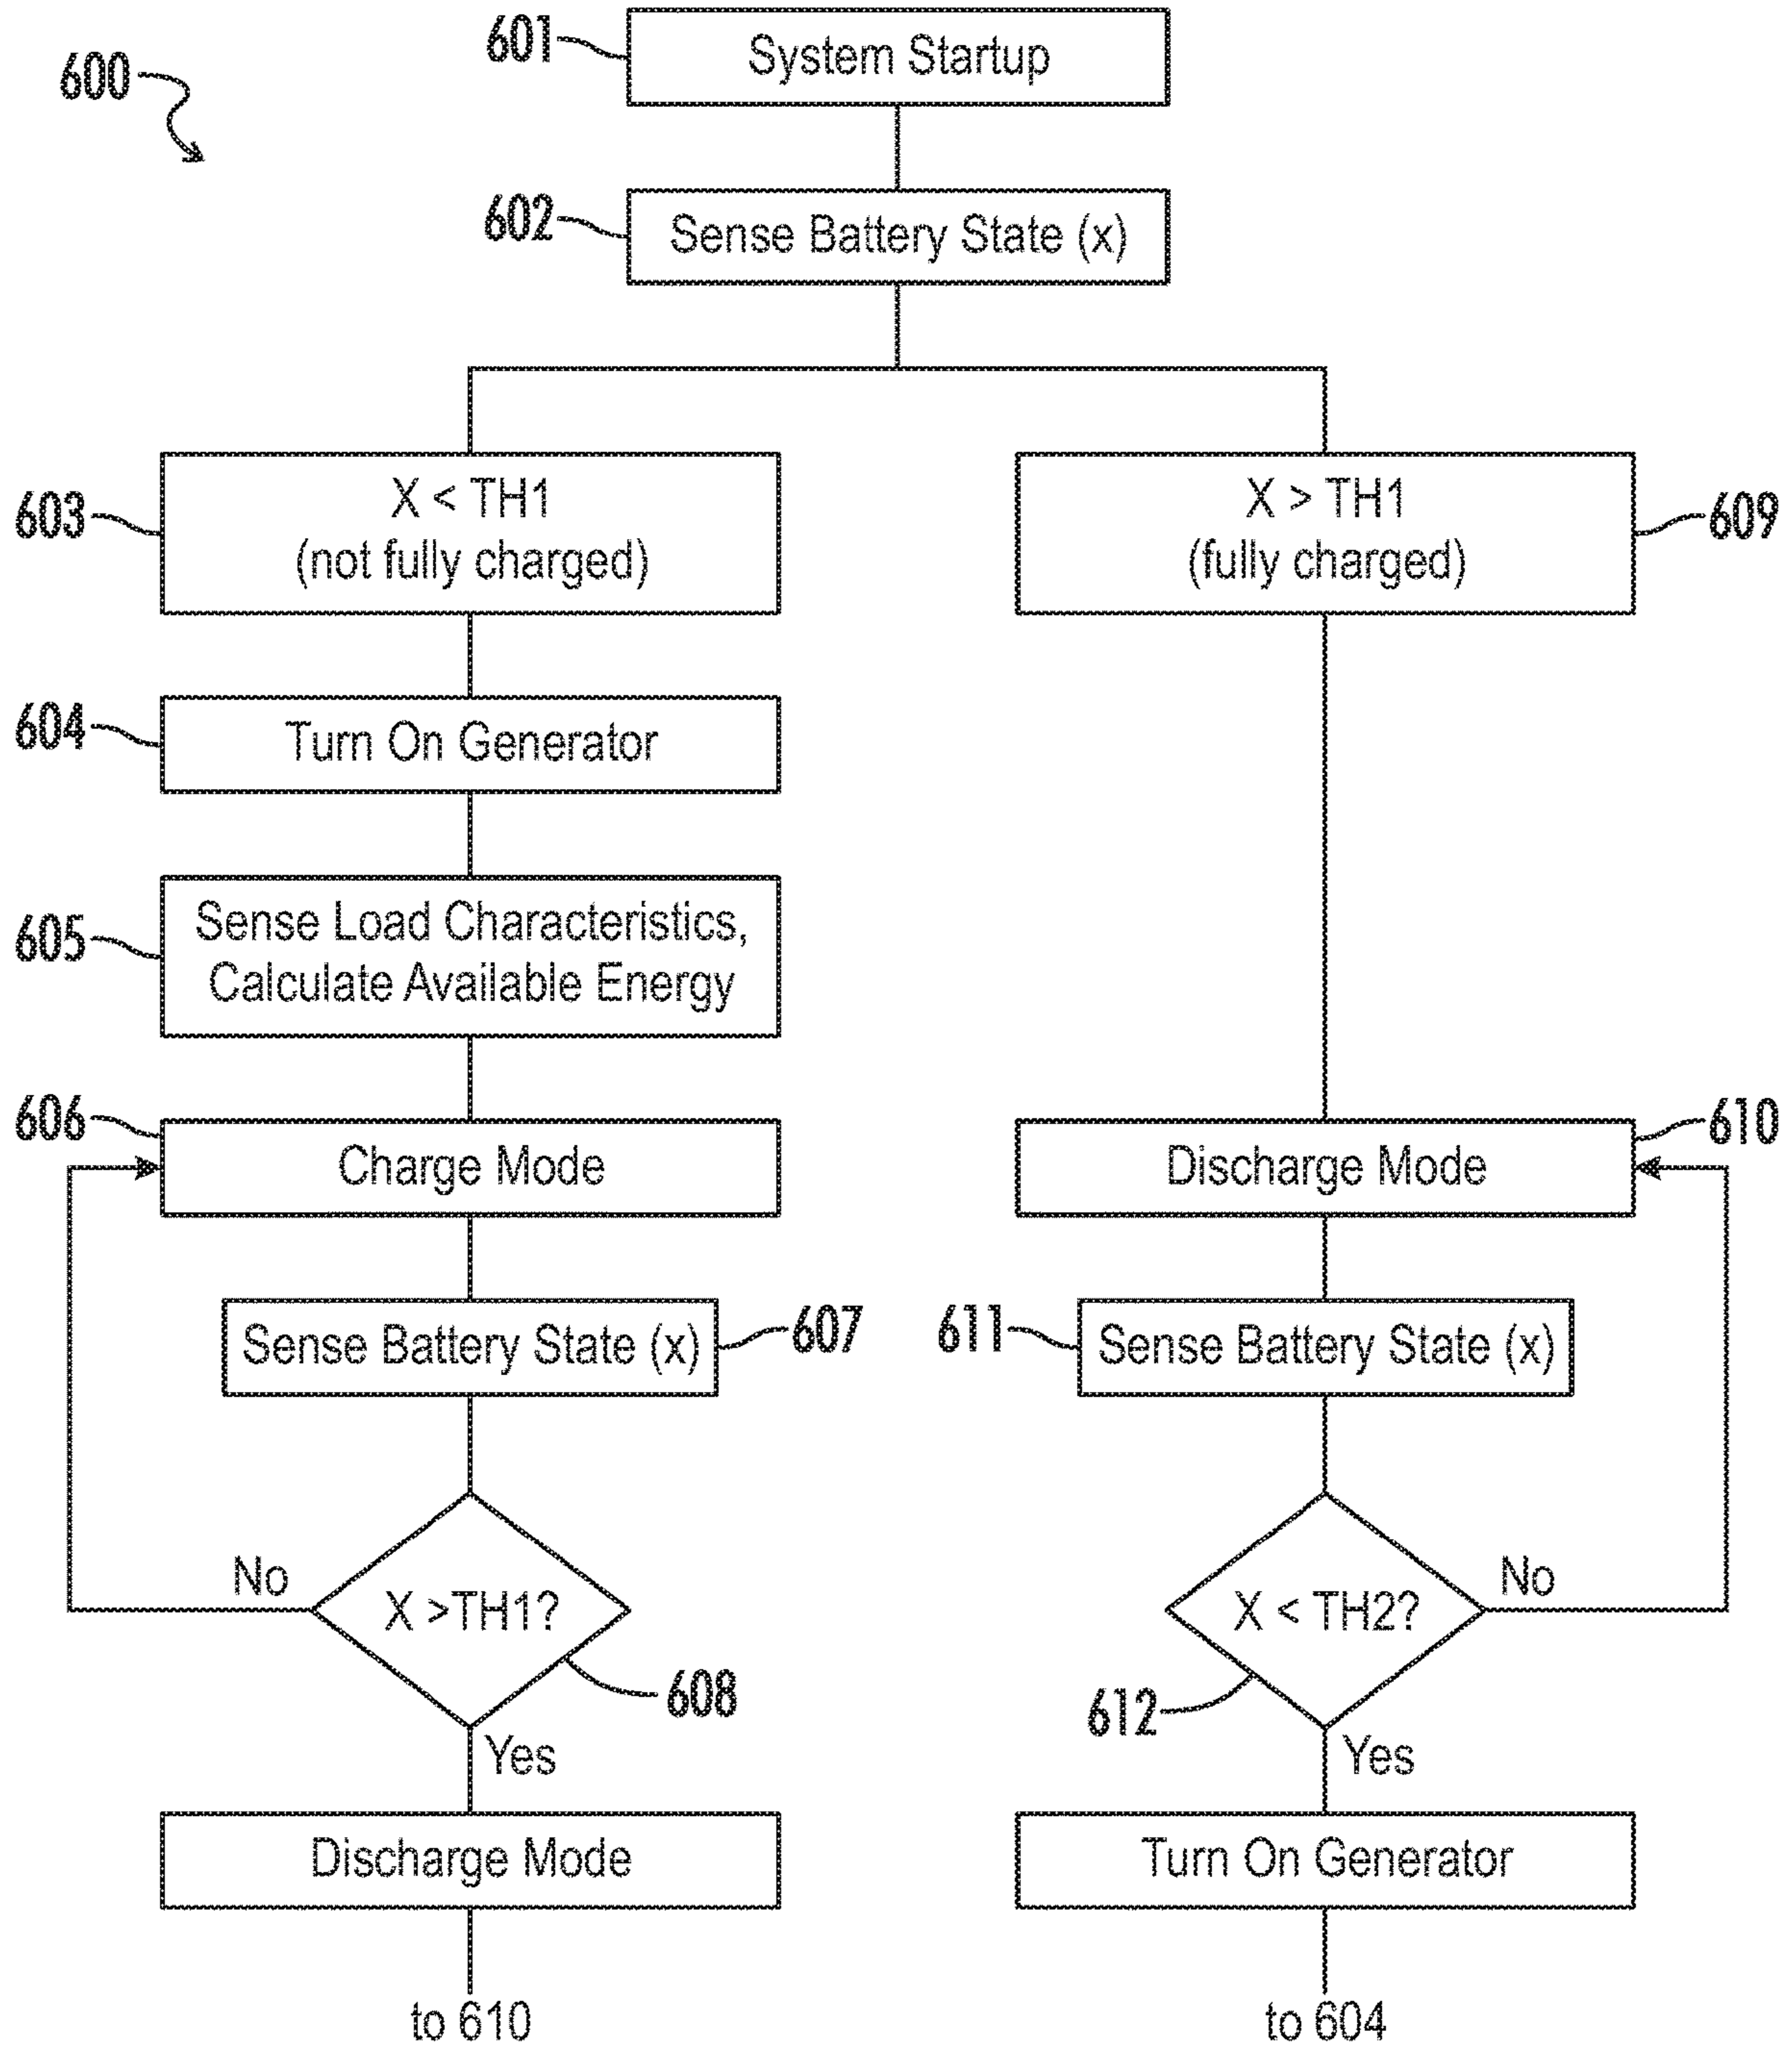 601
System Startup
600
602
Sense Battery State (x)
603
X < TH1
(not fully charged)
X > TH1
(fully charged)
609
604
Turn On Generator
605
Sense Load Characteristics,
Calculate Available Energy
606
Charge Mode
Discharge Mode
610
Sense Battery State (x)
607
611
Sense Battery State (x)
No
X >TH1?
608
Yes
X < TH2?
No
612
Yes
Discharge Mode
Turn On Generator
to 610
to 604